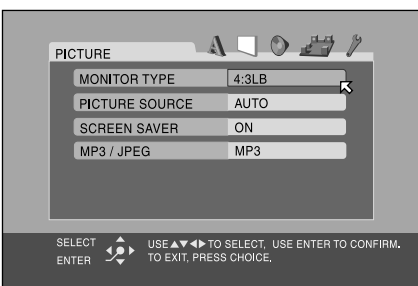 PICTURE
MONITOR TYPE 4:3LB
PICTURE SOURCE AUTO
SCREEN SAVER ON
MP3 / JPEG MP3
SELECT USE▲▼◀▶TO SELECT, USE ENTER TO CONFIRM.
ENTER TO EXIT, PRESS CHOICE.